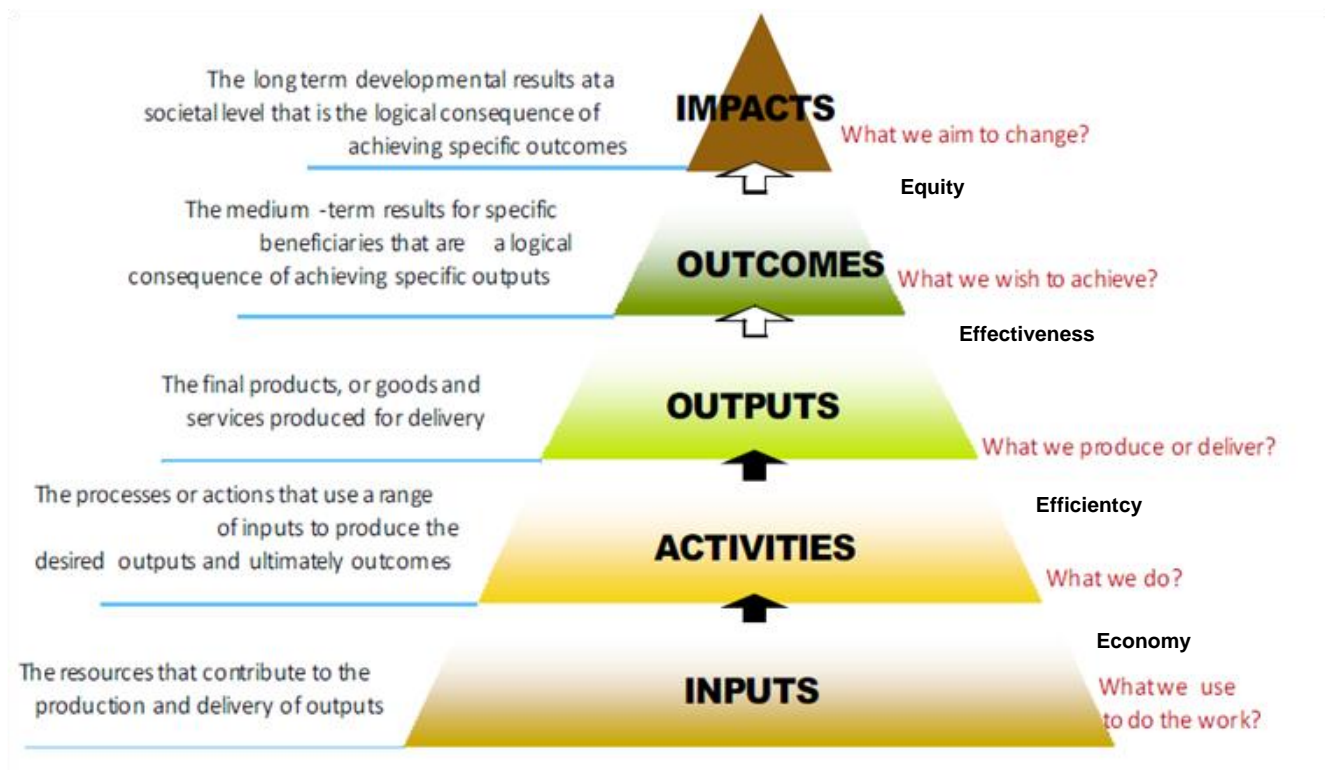 The long term developmental results at a
societal level that is the logical consequence of
achieving specific outcomes
IMPACTS
What we aim to change?
Equity
The medium -term results for specific
beneficiaries that are a logical
consequence of achieving specific outputs
OUTCOMES
What we wish to achieve?
Effectiveness
The final products, or goods and
services produced for delivery
OUTPUTS
What we produce or deliver?
The processes or actions that use a range
of inputs to produce the
desired outputs and ultimately outcomes
Efficientcy
ACTIVITIES
What we do?
Economy
The resources that contribute to the
production and delivery of outputs
INPUTS
What we use
to do the work?